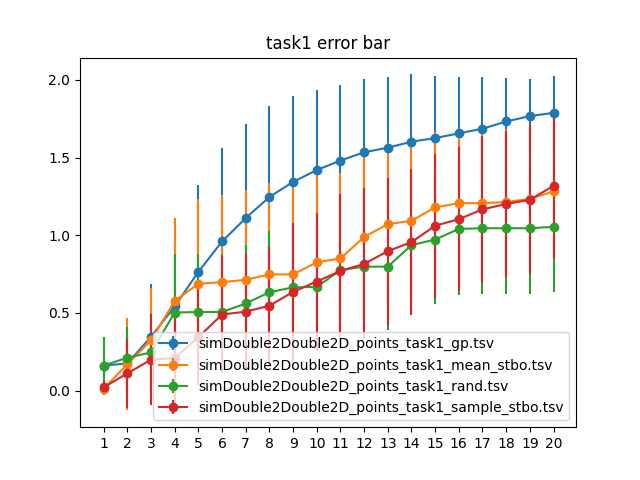 task1 error bar
2.0
1.5
1.0
0.5
0.0
simDouble2Double2D_points_task1_gp.tsv
simDouble2Double2D_points_task1_mean_stbo.tsv
simDouble2Double2D_points_task1_rand.tsv
simDouble2Double2D_points_task1_sample_stbo.tsv
1 2 3 4 5 6 7 8 9 10 11 12 13 14 15 16 17 18 19 20